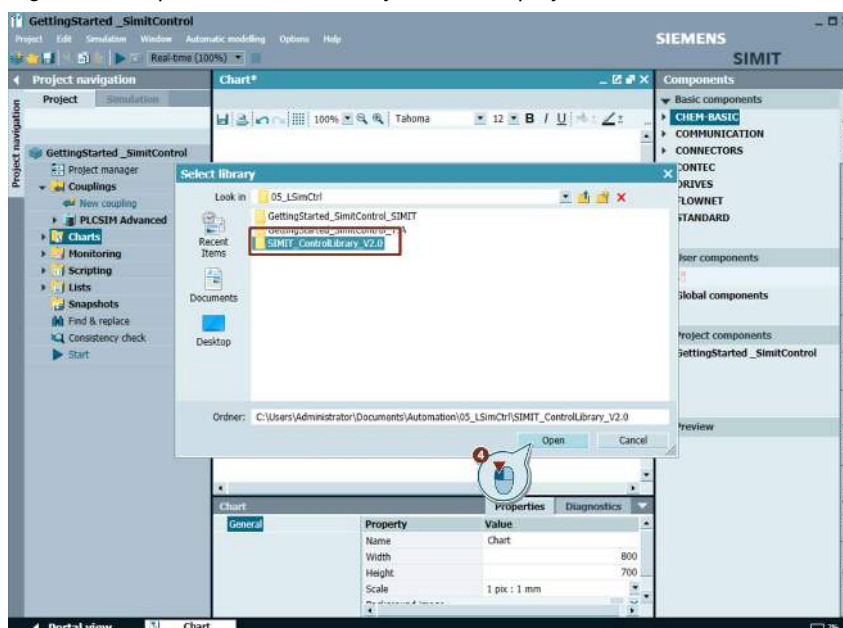 GettingStarted _SimitControl
Project Edit Simulation Window Automatic modelling Options Help
SIEMENS
SIMIT
Real-time (100%)
Project navigation
Chart*
Components
Project navigation
Project Simulation
Basic components
100%
Tahoma
12 B I U
CHEM-BASIC
COMMUNICATION
GettingStarted _SimitControl
CONNECTORS
Project manager
Select library
CONTEC
Couplings
Look in 05_LSimCtrl
DRIVES
New coupling
GettingStarted_SimitControl_SIMIT
FLOWNET
PLCSIM Advanced
STANDARD
Charts
Recent Items
SIMIT_ControlLibrary_V2.0
Monitoring
User components
Scripting
Lists
Documents
Global components
Snapshots
Find & replace
Desktop
Project components
Consistency check
GettingStarted _SimitControl
Start
Ordner: C:\Users\Administrator\Documents\Automation\05_LSimCtrl\SIMIT_ControlLibrary_V2.0
Preview
Open Cancel
4
Chart
Properties Diagnostics
General
Property Value
Name Chart
Width 800
Height 700
Scale 1 pix : 1 mm
Portal view Chart